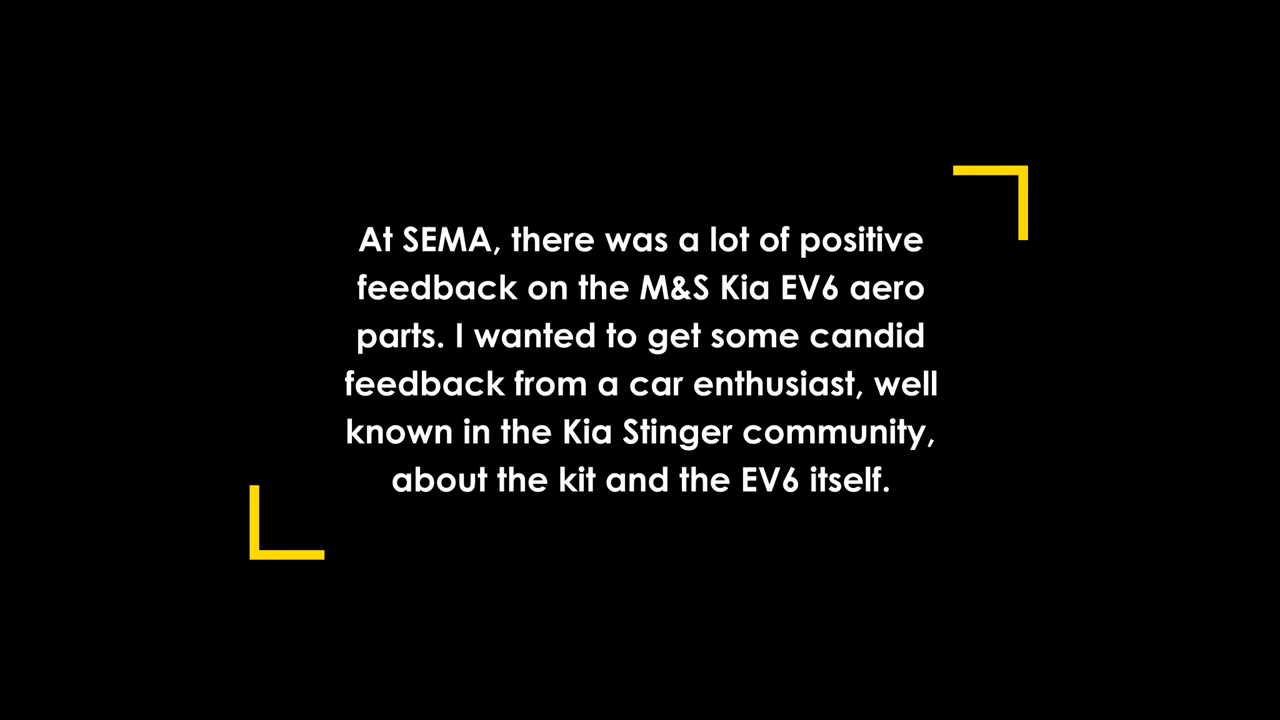 At SEMA, there was a lot of positive
feedback on the M&S Kia EV6 aero
parts. I wanted to get some candid
feedback from a car enthusiast, well
known in the Kia Stinger community,
about the kit and the EV6 itself.